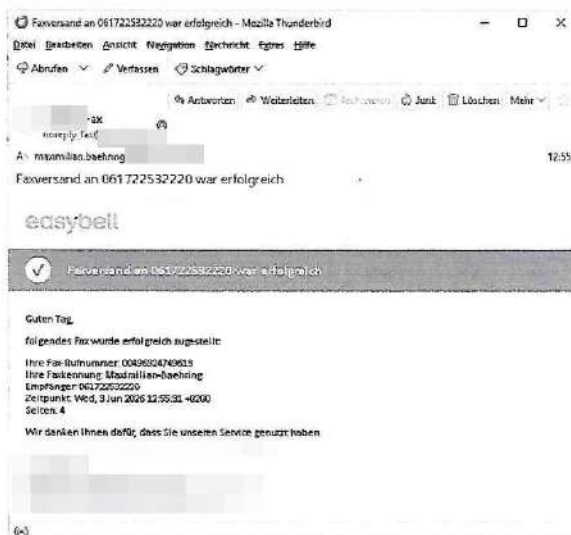 Faxversand an 061722532220 war erfolgreich - Mozilla Thunderbird
Datei Bearbeiten Ansicht Navigation Nachricht Extras Hilfe
Abrufen Verfassen Schlagwörter
Antworten Weiterleiten Archivieren Junk Löschen Mehr
noreply.fax
An maximilian.baehring 12:55
Faxversand an 061722532220 war erfolgreich
easybell
Faxversand an 061722532220 war erfolgreich
Guten Tag,
folgendes Fax wurde erfolgreich zugestellt:
Ihre Fax-Rufnummer:
Ihre Faxkennung: Maximilian-Baehring
Empfänger: 061722532220
Zeitpunkt: Wed, 3 Jun 2026 12:55:31 +0200
Seiten: 4
Wir danken Ihnen dafür, dass Sie unseren Service genutzt haben.